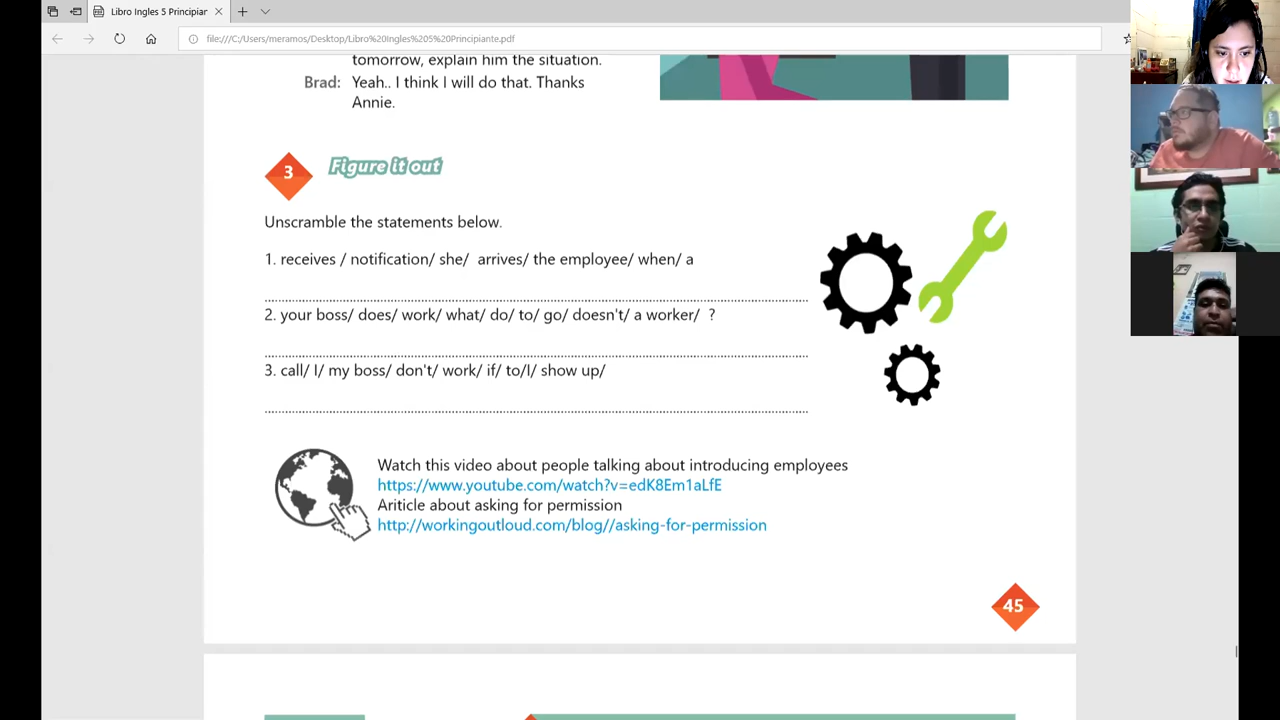 Libro Ingles 5 Principiar
file:///C:/Users/meramos/Desktop/Libro%20Ingles%205%20Principiante.pdf
tomorrow, explain him the situation.
Brad: Yeah.. I think I will do that. Thanks
Annie.
3 Figure it out
Unscramble the statements below.
1. receives / notification/ she/ arrives/ the employee/ when/ a
2. your boss/ does/ work/ what/ do/ to/ go/ doesn't/ a worker/ ?
3. call/ I/ my boss/ don't/ work/ if/ to/I/ show up/
Watch this video about people talking about introducing employees
https://www.youtube.com/watch?v=edK8Em1aLfE
Ariticle about asking for permission
http://workingoutloud.com/blog//asking-for-permission
45